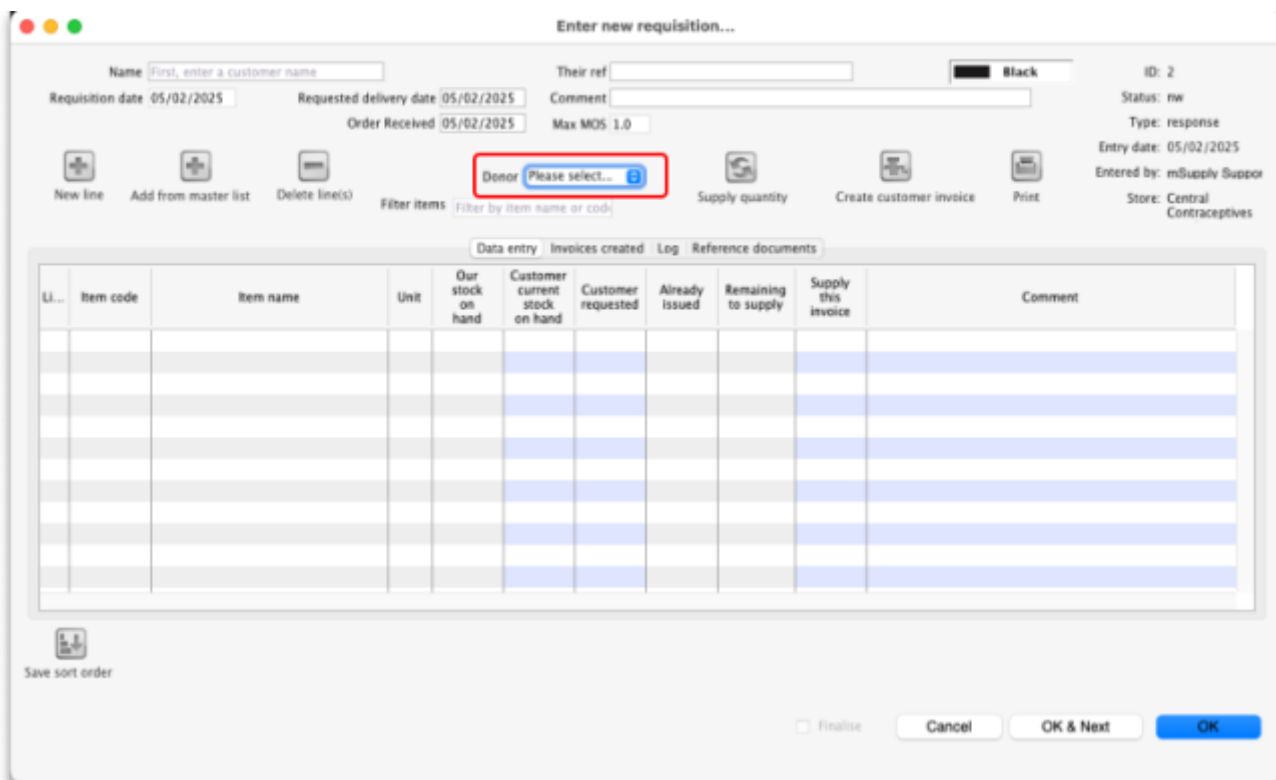 Enter new requisition...
Name First, enter a customer name Their ref Black ID: 2
Requisition date 05/02/2025 Requested delivery date 05/02/2025 Comment Status: nw
Order Received 05/02/2025 Max MOS 1.0 Type: response
Entry date: 05/02/2025
Donor Please select... Entered by: mSupply Suppor
New line Add from master list Delete line(s) Filter items Filter by item name or code Supply quantity Create customer invoice Print Store: Central
Contraceptives
Data entry Invoices created Log Reference documents
Li... Item code Item name Unit Our stock on hand Customer current stock on hand Customer requested Already issued Remaining to supply Supply this invoice Comment
Save sort order
Finalise Cancel OK & Next OK